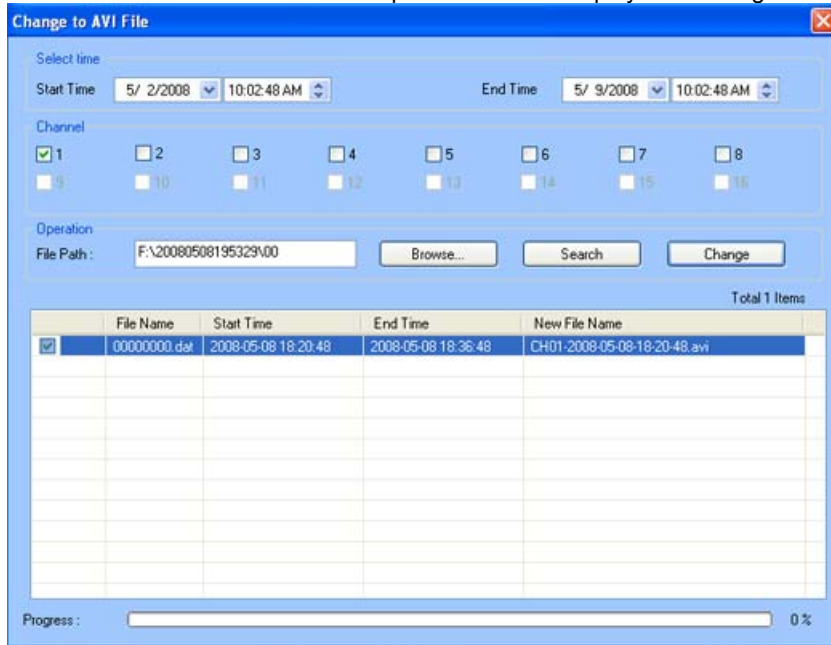 Change to AVI File
Select time
Start Time 5/ 2/2008 10:02:48 AM End Time 5/ 9/2008 10:02:48 AM
Channel
1 2 3 4 5 6 7 8
9 10 11 12 13 14 15 16
Operation
File Path : F:\20080508195329\00 Browse... Search Change
Total 1 Items
File Name Start Time End Time New File Name
00000000.dat 2008-05-08 18:20:48 2008-05-08 18:36:48 CH01-2008-05-08-18-20-48.avi
Progress : 0 %